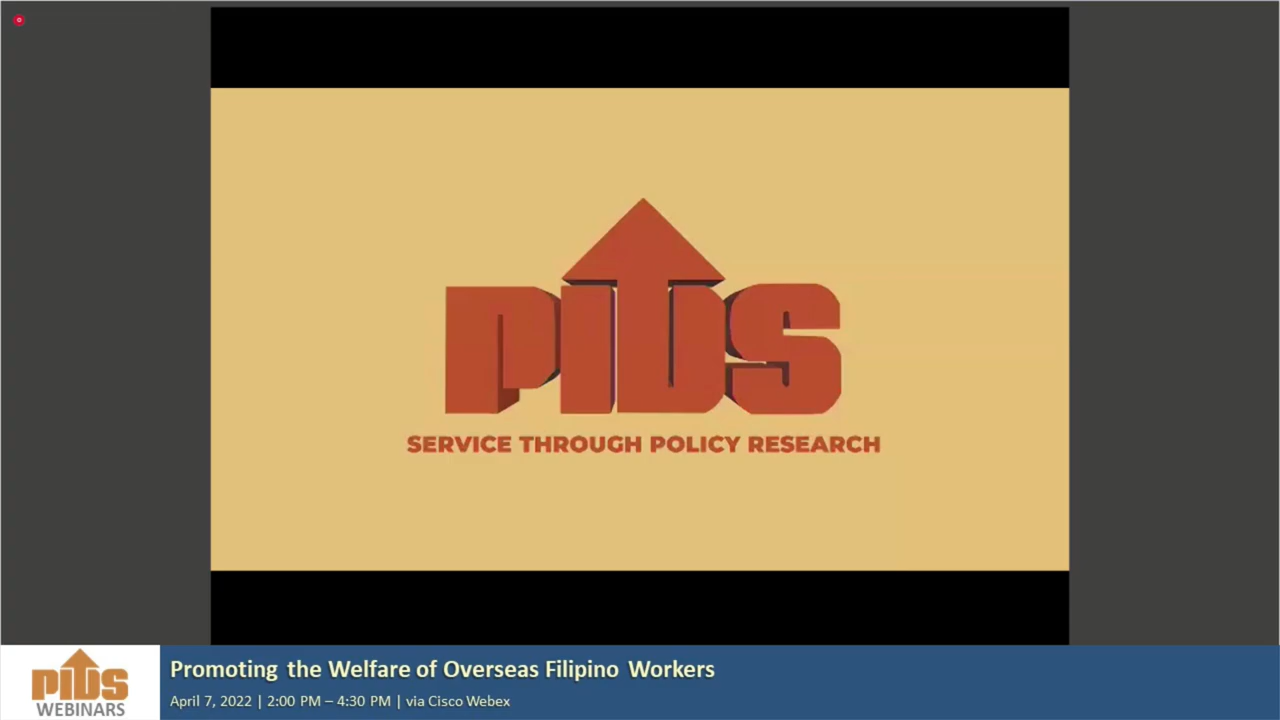 PIDS
SERVICE THROUGH POLICY RESEARCH
PIDS
WEBINARS
Promoting the Welfare of Overseas Filipino Workers
April 7, 2022 | 2:00 PM – 4:30 PM | via Cisco Webex